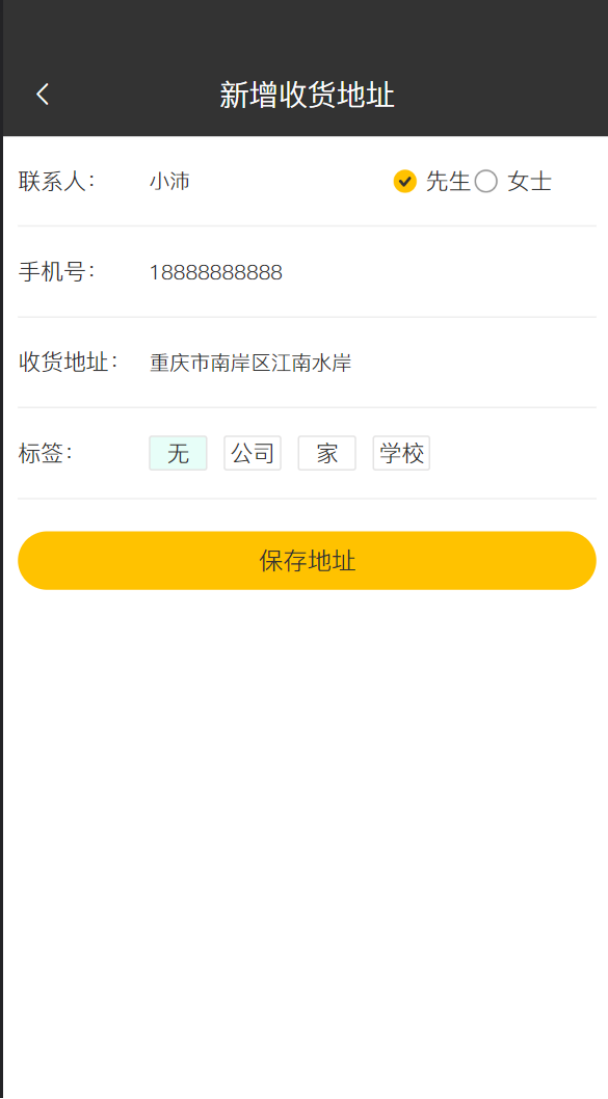 新增收货地址
联系人： 小沛 先生 女士
手机号： 18888888888
收货地址： 重庆市南岸区江南水岸
标签： 无 公司 家 学校
保存地址